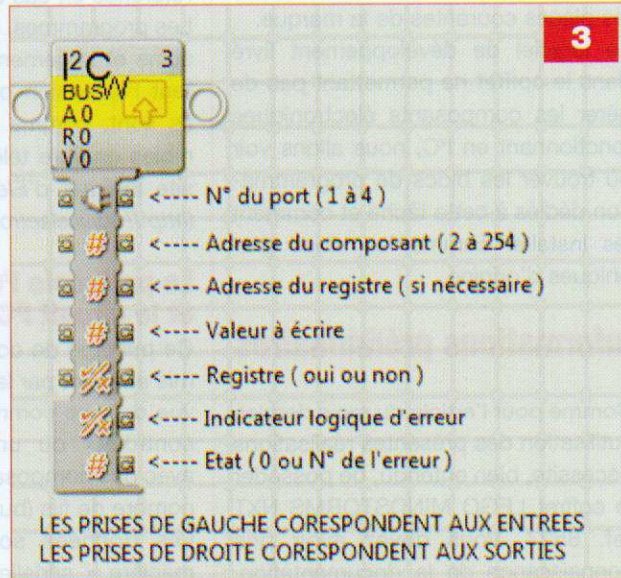 3
I²C 3
BUS W
A 0
R 0
V 0
<---- N° du port ( 1 à 4 )
# <---- Adresse du composant ( 2 à 254 )
# <---- Adresse du registre ( si nécessaire )
# <---- Valeur à écrire
<---- Registre ( oui ou non )
<---- Indicateur logique d'erreur
# <---- Etat ( 0 ou N° de l'erreur )
LES PRISES DE GAUCHE CORESPONDENT AUX ENTREES
LES PRISES DE DROITE CORESPONDENT AUX SORTIES